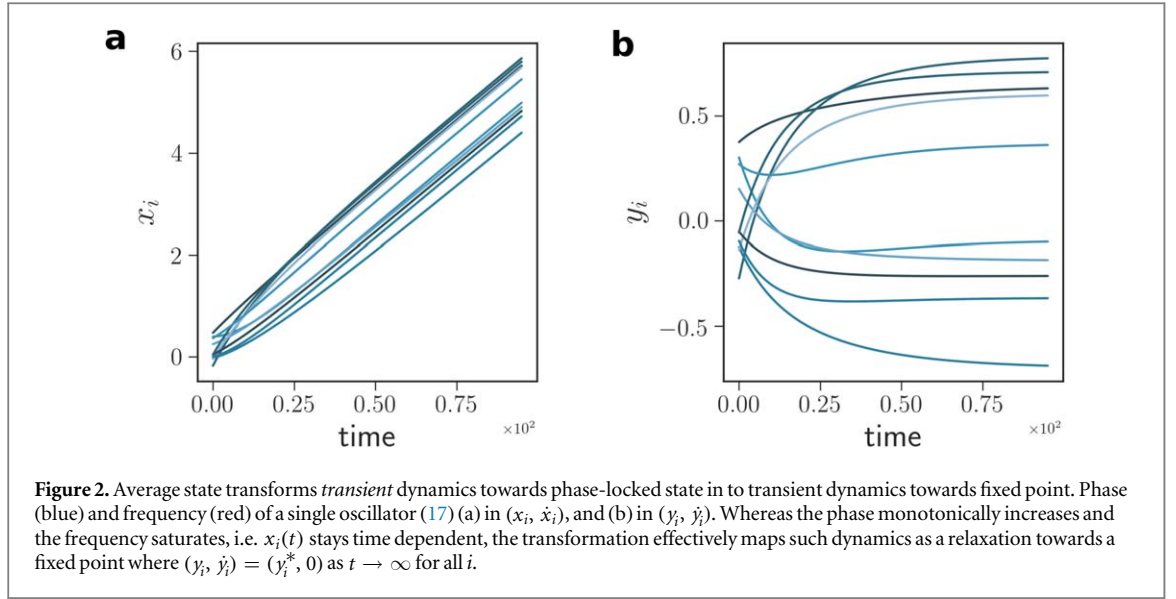 a
b
6
4
2
0
x_i
0.00 0.25 0.50 0.75
time
×10²
0.5
0.0
−0.5
y_i
0.00 0.25 0.50 0.75
time
×10²
Figure 2. Average state transforms transient dynamics towards phase-locked state in to transient dynamics towards fixed point. Phase
(blue) and frequency (red) of a single oscillator (17) (a) in (x_i, ẋ_i), and (b) in (y_i, ẏ_i). Whereas the phase monotonically increases and
the frequency saturates, i.e. x_i(t) stays time dependent, the transformation effectively maps such dynamics as a relaxation towards a
fixed point where (y_i, ẏ_i) = (y_i^*, 0) as t → ∞ for all i.